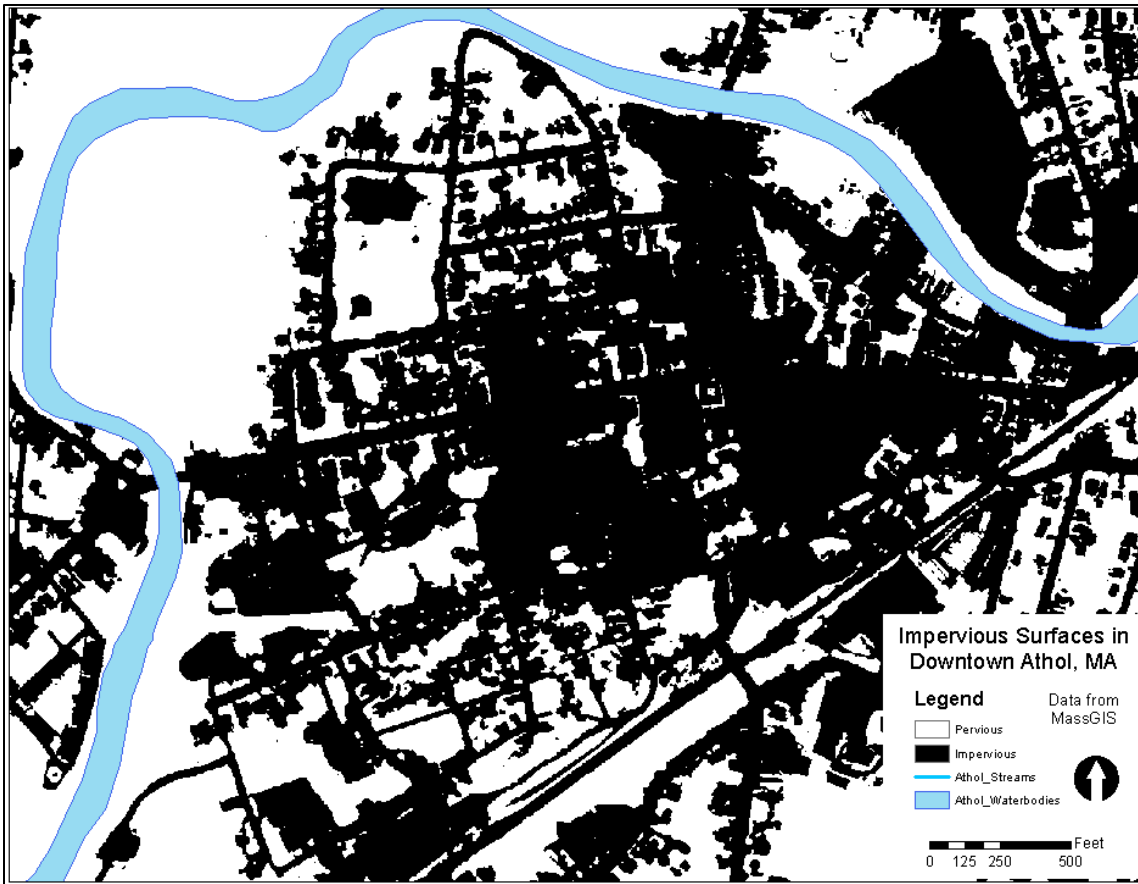 Impervious Surfaces in
Downtown Athol, MA
Legend
Data from
MassGIS
Pervious
Impervious
Athol_Streams
Athol_Waterbodies
Feet
0 125 250 500